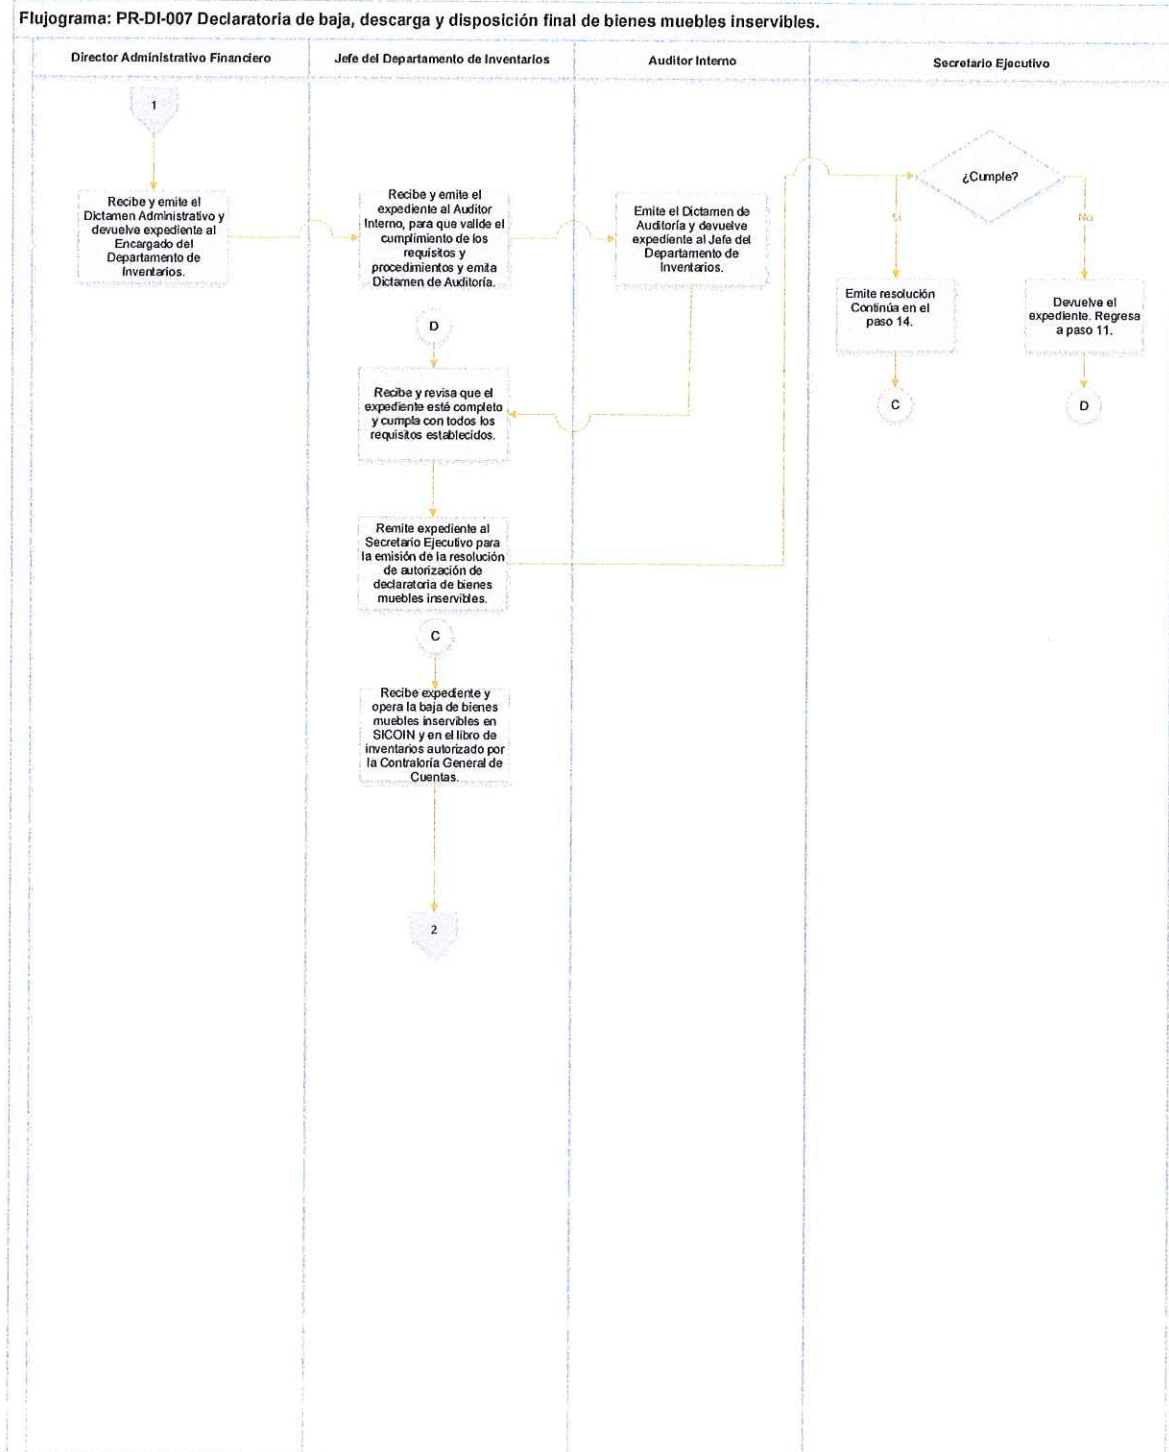 Flujograma: PR-DI-007 Declaratoria de baja, descarga y disposición final de bienes muebles inservibles.
Director Administrativo Financiero
Jefe del Departamento de Inventarios
Auditor Interno
Secretario Ejecutivo
1
Recibe y emite el
Dictamen Administrativo y
devuelve expediente al
Encargado del
Departamento de
Inventarios.
Recibe y emite el
expediente al Auditor
Interno, para que valide el
cumplimiento de los
requisitos y
procedimientos y emita
Dictamen de Auditoría.
Emite el Dictamen de
Auditoría y devuelve
expediente al Jefe del
Departamento de
Inventarios.
¿Cumple?
Si
No
Emite resolución
Continúa en el
paso 14.
Devuelve el
expediente. Regresa
a paso 11.
C
D
D
Recibe y revisa que el
expediente esté completo
y cumpla con todos los
requisitos establecidos.
Remite expediente al
Secretario Ejecutivo para
la emisión de la resolución
de autorización de
declaratoria de bienes
muebles inservibles.
C
Recibe expediente y
opera la baja de bienes
muebles inservibles en
SICOIN y en el libro de
inventarios autorizado por
la Contraloría General de
Cuentas.
2